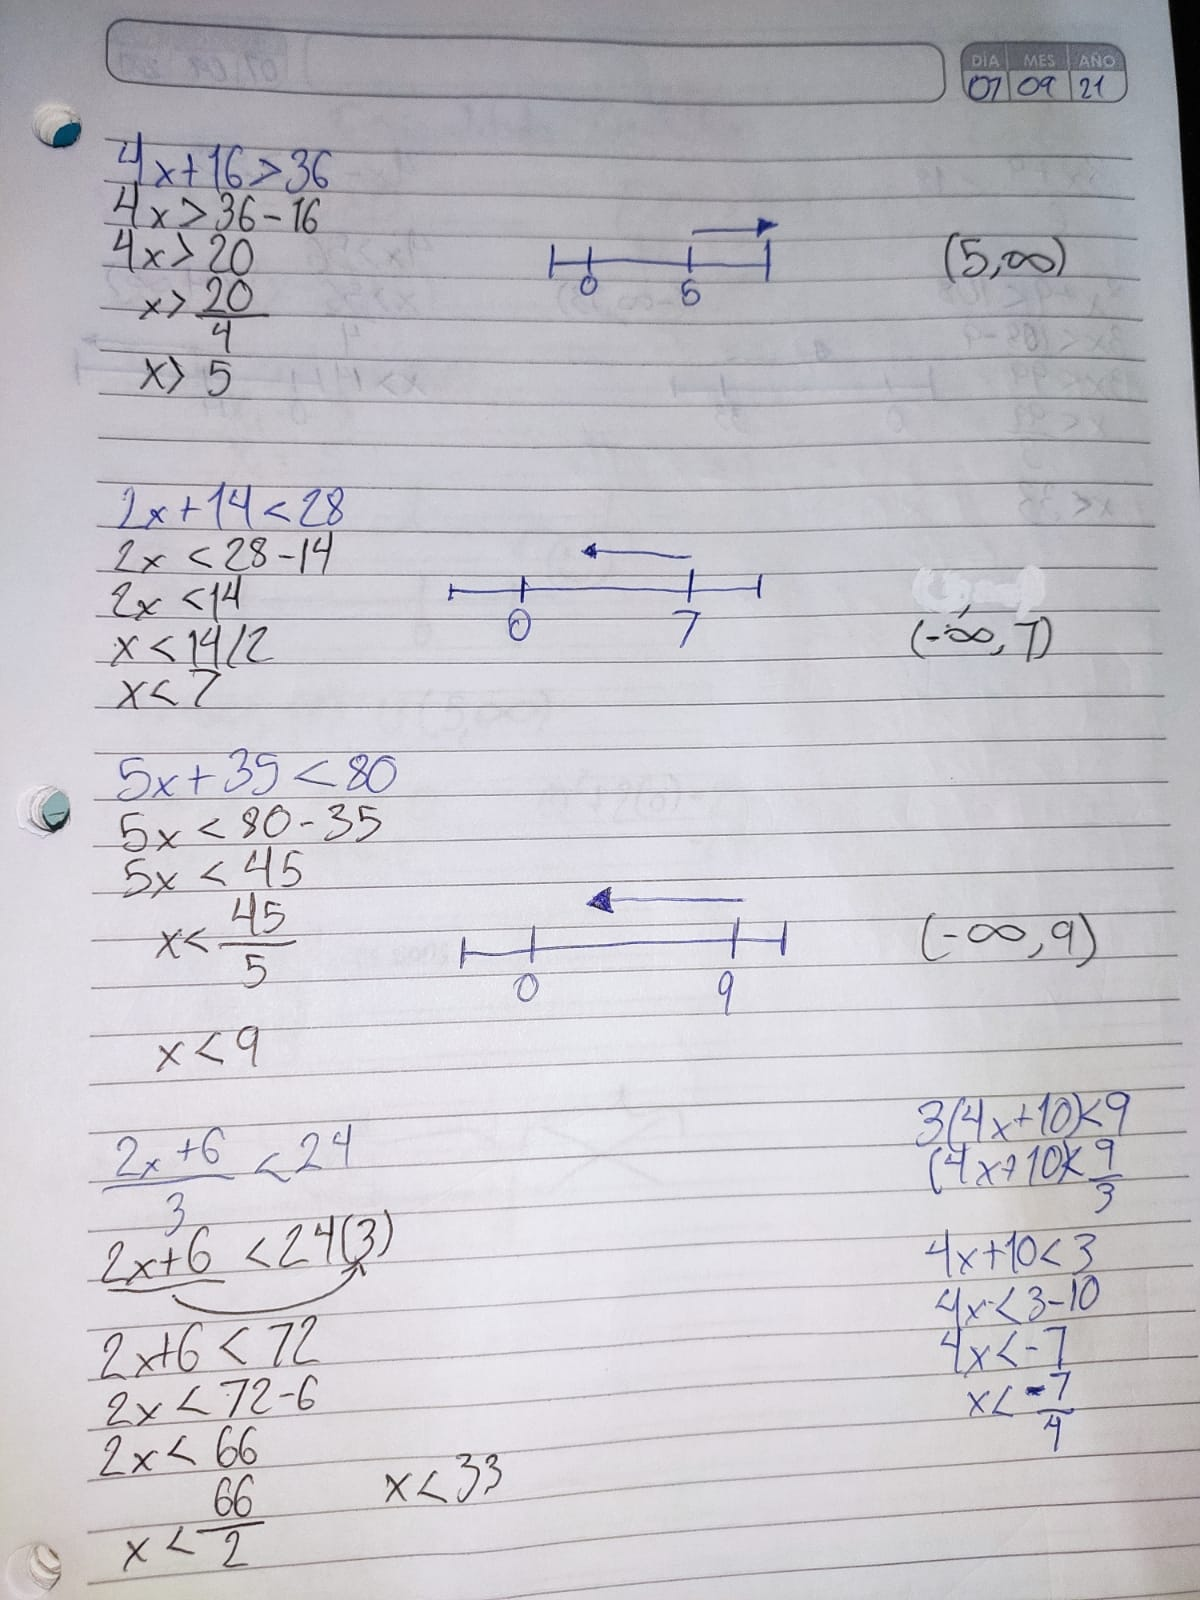 DÍA MES AÑO
07 09 21
4x+16>36
4x>36-16
4x>20
x>20/4
x>5
0 5
(5,∞)
2x+14<28
2x<28-14
2x<14
x<14/2
x<7
0 7
(-∞,7)
5x+35<80
5x<80-35
5x<45
x<45/5
x<9
0 9
(-∞,9)
2x+6/3<24
2x+6<24(3)
2x+6<72
2x<72-6
2x<66
x<66/2
x<33
3(4x+10)<9
(4x+10)<9/3
4x+10<3
4x<3-10
4x<-7
x<-7/4